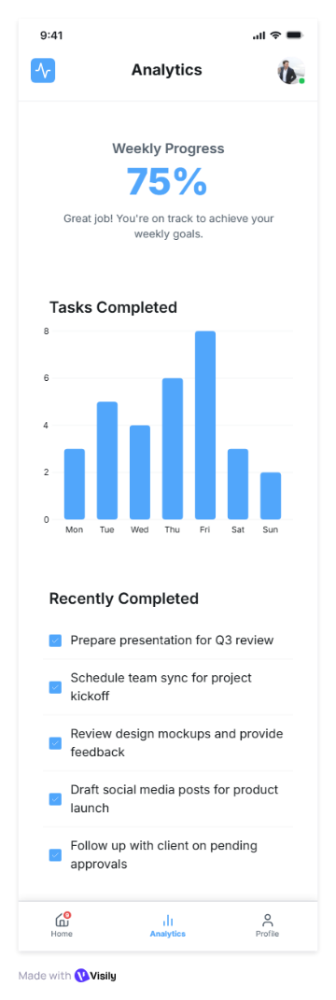 9:41
Analytics
Weekly Progress
75%
Great job! You're on track to achieve your
weekly goals.
Tasks Completed
8
6
4
2
0
Mon Tue Wed Thu Fri Sat Sun
Recently Completed
Prepare presentation for Q3 review
Schedule team sync for project
kickoff
Review design mockups and provide
feedback
Draft social media posts for product
launch
Follow up with client on pending
approvals
Home Analytics Profile
Made with Visily